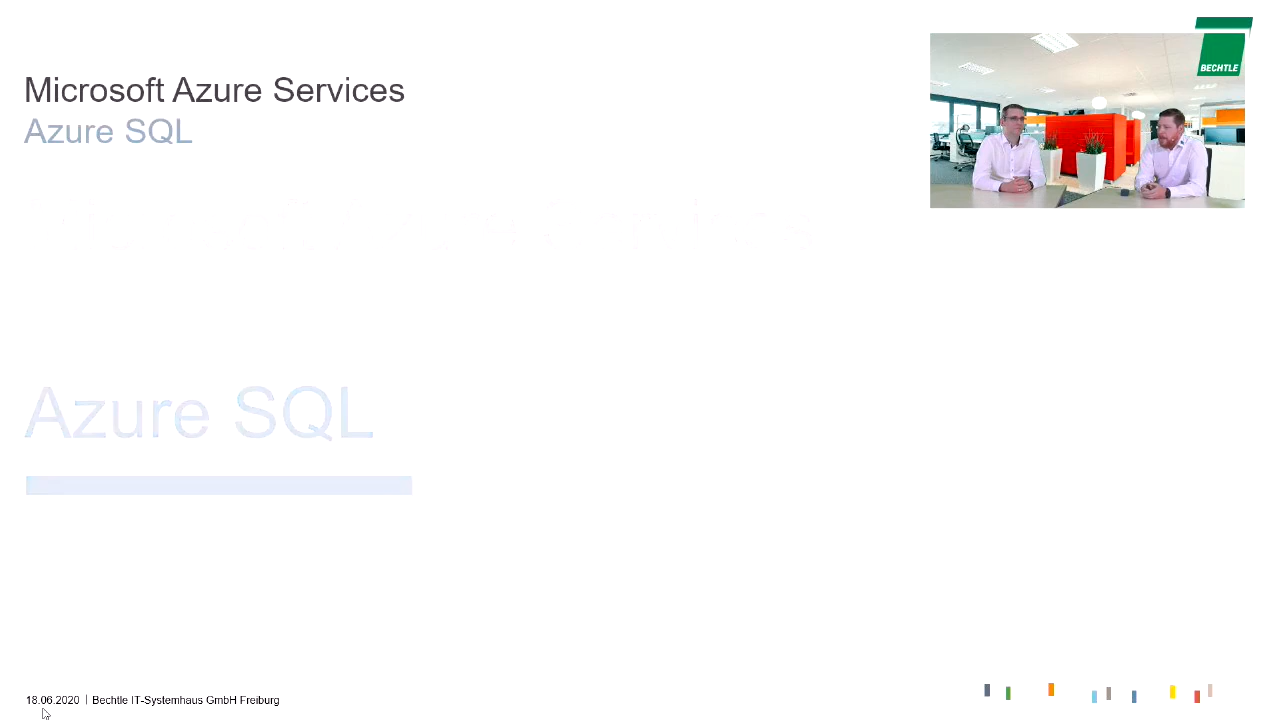 Microsoft Azure Services
Azure SQL
BECHTLE
Azure SQL
18.06.2020 | Bechtle IT-Systemhaus GmbH Freiburg